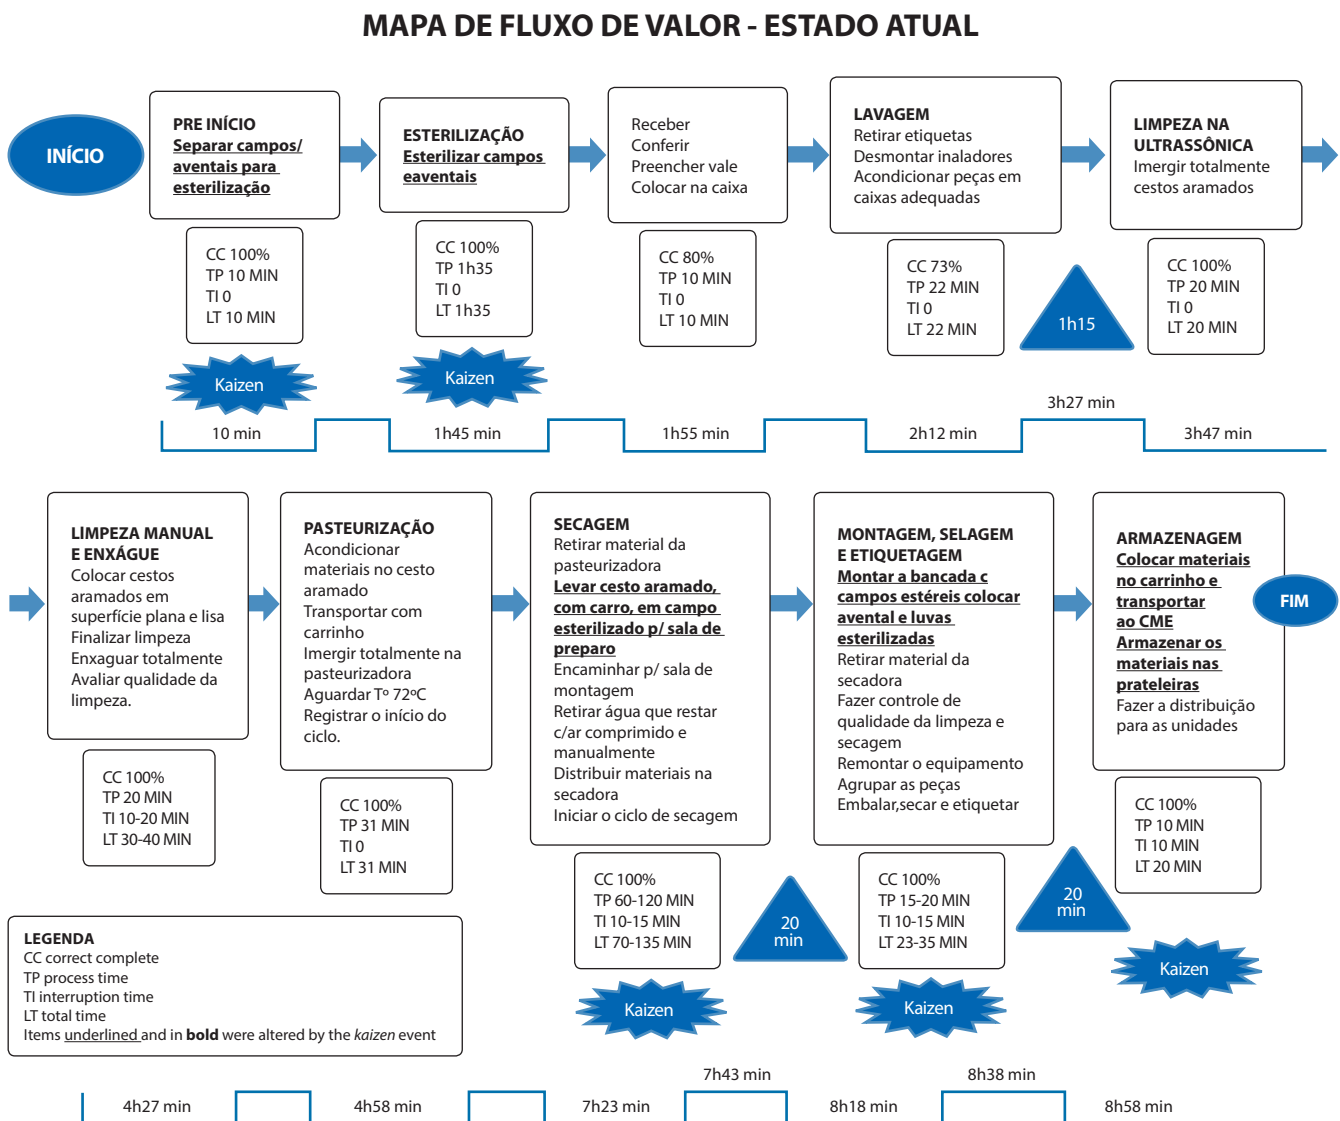 MAPA DE FLUXO DE VALOR - ESTADO ATUAL
INÍCIO
PRE INÍCIO
Separar campos/
aventais para
esterilização
CC 100%
TP 10 MIN
TI 0
LT 10 MIN
Kaizen
ESTERILIZAÇÃO
Esterilizar campos
eaventais
CC 100%
TP 1h35
TI 0
LT 1h35
Kaizen
Receber
Conferir
Preencher vale
Colocar na caixa
CC 80%
TP 10 MIN
TI 0
LT 10 MIN
LAVAGEM
Retirar etiquetas
Desmontar inaladores
Acondicionar peças em
caixas adequadas
CC 73%
TP 22 MIN
TI 0
LT 22 MIN
1h15
LIMPEZA NA
ULTRASSÔNICA
Imergir totalmente
cestos aramados
CC 100%
TP 20 MIN
TI 0
LT 20 MIN
10 min
1h45 min
1h55 min
2h12 min
3h27 min
3h47 min
LIMPEZA MANUAL
E ENXÁGUE
Colocar cestos
aramados em
superfície plana e lisa
Finalizar limpeza
Enxaguar totalmente
Avaliar qualidade da
limpeza.
CC 100%
TP 20 MIN
TI 10-20 MIN
LT 30-40 MIN
PASTEURIZAÇÃO
Acondicionar
materiais no cesto
aramado
Transportar com
carrinho
Imergir totalmente na
pasteurizadora
Aguardar Tº 72ºC
Registrar o início do
ciclo.
CC 100%
TP 31 MIN
TI 0
LT 31 MIN
SECAGEM
Retirar material da
pasteurizadora
Levar cesto aramado,
com carro, em campo
esterilizado p/ sala de
preparo
Encaminhar p/ sala de
montagem
Retirar água que restar
c/ar comprimido e
manualmente
Distribuir materiais na
secadora
Iniciar o ciclo de secagem
CC 100%
TP 60-120 MIN
TI 10-15 MIN
LT 70-135 MIN
Kaizen
20
min
MONTAGEM, SELAGEM
E ETIQUETAGEM
Montar a bancada c
campos estéreis colocar
avental e luvas
esterilizadas
Retirar material da
secadora
Fazer controle de
qualidade da limpeza e
secagem
Remontar o equipamento
Agrupar as peças
Embalar,secar e etiquetar
CC 100%
TP 15-20 MIN
TI 10-15 MIN
LT 23-35 MIN
Kaizen
20
min
ARMAZENAGEM
Colocar materiais
no carrinho e
transportar
ao CME
Armazenar os
materiais nas
prateleiras
Fazer a distribuição
para as unidades
CC 100%
TP 10 MIN
TI 10 MIN
LT 20 MIN
Kaizen
FIM
LEGENDA
CC correct complete
TP process time
TI interruption time
LT total time
Items underlined and in bold were altered by the kaizen event
4h27 min
4h58 min
7h23 min
7h43 min
8h18 min
8h38 min
8h58 min